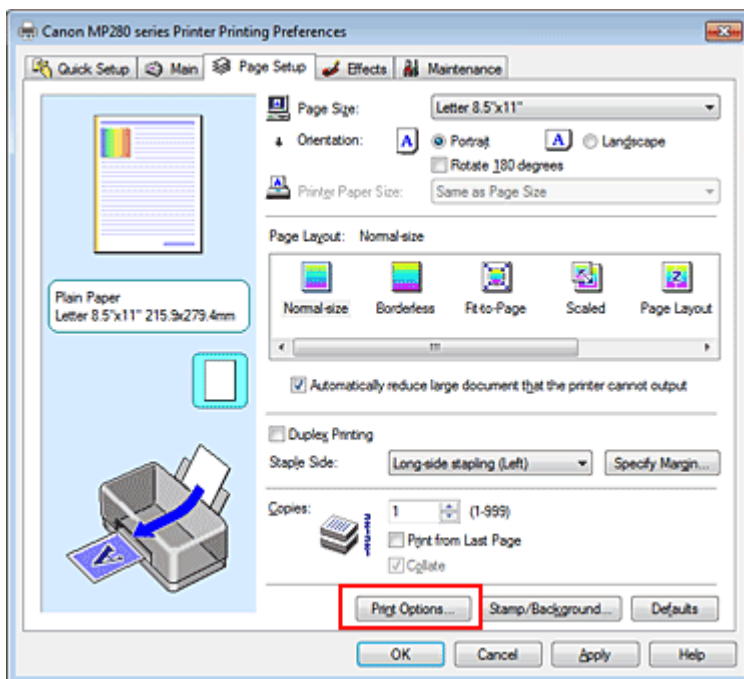 Canon MP280 series Printer Printing Preferences
Quick Setup Main Page Setup Effects Maintenance
Page Size: Letter 8.5"x11"
Orientation: A Portrait A Landscape
Rotate 180 degrees
Printer Paper Size: Same as Page Size
Page Layout: Normal-size
Normal-size Borderless Fit-to-Page Scaled Page Layout
Plain Paper
Letter 8.5"x11" 215.9x279.4mm
Automatically reduce large document that the printer cannot output
Duplex Printing
Staple Side: Long-side stapling (Left) Specify Margin...
Copies: 1 (1-999)
Print from Last Page
Collate
Print Options... Stamp/Background... Defaults
OK Cancel Apply Help